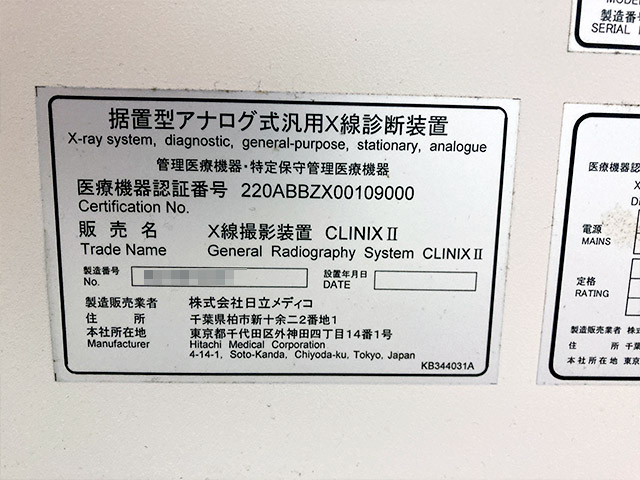 据置型アナログ式汎用X線診断装置
X-ray system, diagnostic, general-purpose, stationary, analogue
管理医療機器・特定保守管理医療機器
医療機器認証番号 220ABBZX00109000
Certification No.
販売名 X線撮影装置 CLINIX II
Trade Name General Radiography System CLINIX II
製造番号
No.
設置年月日
DATE
製造販売業者 株式会社日立メディコ
住所 千葉県柏市新十余二2番地1
本社所在地 東京都千代田区外神田四丁目14番1号
Manufacturer Hitachi Medical Corporation
4-14-1, Soto-Kanda, Chiyoda-ku, Tokyo, Japan
KB344031A
製造番
SERIAL
医療機器認
X
電源
MAINS
定格
RATING
製造販売業者 株式
住所 千葉
本社所在地 東京